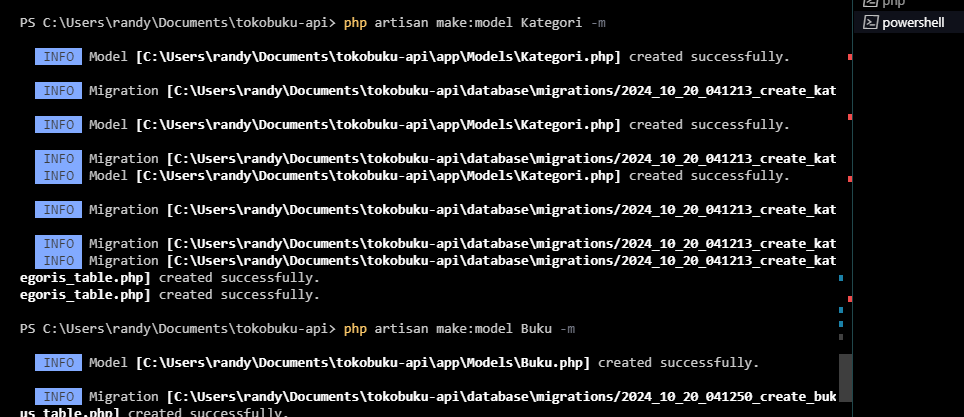 php
powershell
PS C:\Users\randy\Documents\tokobuku-api> php artisan make:model Kategori -m
INFO Model [C:\Users\randy\Documents\tokobuku-api\app\Models\Kategori.php] created successfully.
INFO Migration [C:\Users\randy\Documents\tokobuku-api\database\migrations/2024_10_20_041213_create_kat
INFO Model [C:\Users\randy\Documents\tokobuku-api\app\Models\Kategori.php] created successfully.
INFO Migration [C:\Users\randy\Documents\tokobuku-api\database\migrations/2024_10_20_041213_create_kat
INFO Model [C:\Users\randy\Documents\tokobuku-api\app\Models\Kategori.php] created successfully.
INFO Migration [C:\Users\randy\Documents\tokobuku-api\database\migrations/2024_10_20_041213_create_kat
INFO Migration [C:\Users\randy\Documents\tokobuku-api\database\migrations/2024_10_20_041213_create_kat
INFO Migration [C:\Users\randy\Documents\tokobuku-api\database\migrations/2024_10_20_041213_create_kat
egoris_table.php] created successfully.
egoris_table.php] created successfully.
PS C:\Users\randy\Documents\tokobuku-api> php artisan make:model Buku -m
INFO Model [C:\Users\randy\Documents\tokobuku-api\app\Models\Buku.php] created successfully.
INFO Migration [C:\Users\randy\Documents\tokobuku-api\database\migrations/2024_10_20_041250_create_buk
us_table.php] created successfully.